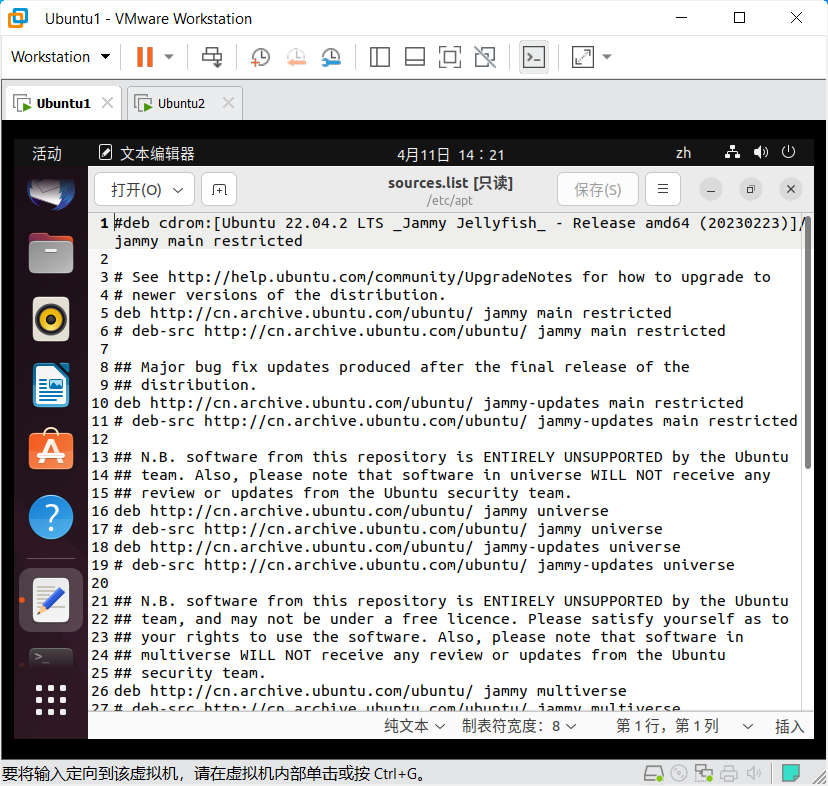 Ubuntu1 - VMware Workstation
Workstation
Ubuntu1
Ubuntu2
活动
文本编辑器
4月11日 14：21
zh
打开(O)
sources.list [只读]
/etc/apt
保存(S)
1 #deb cdrom:[Ubuntu 22.04.2 LTS _Jammy Jellyfish_ - Release amd64 (20230223)]/
jammy main restricted
2
3 # See http://help.ubuntu.com/community/UpgradeNotes for how to upgrade to
4 # newer versions of the distribution.
5 deb http://cn.archive.ubuntu.com/ubuntu/ jammy main restricted
6 # deb-src http://cn.archive.ubuntu.com/ubuntu/ jammy main restricted
7
8 ## Major bug fix updates produced after the final release of the
9 ## distribution.
10 deb http://cn.archive.ubuntu.com/ubuntu/ jammy-updates main restricted
11 # deb-src http://cn.archive.ubuntu.com/ubuntu/ jammy-updates main restricted
12
13 ## N.B. software from this repository is ENTIRELY UNSUPPORTED by the Ubuntu
14 ## team. Also, please note that software in universe WILL NOT receive any
15 ## review or updates from the Ubuntu security team.
16 deb http://cn.archive.ubuntu.com/ubuntu/ jammy universe
17 # deb-src http://cn.archive.ubuntu.com/ubuntu/ jammy universe
18 deb http://cn.archive.ubuntu.com/ubuntu/ jammy-updates universe
19 # deb-src http://cn.archive.ubuntu.com/ubuntu/ jammy-updates universe
20
21 ## N.B. software from this repository is ENTIRELY UNSUPPORTED by the Ubuntu
22 ## team, and may not be under a free licence. Please satisfy yourself as to
23 ## your rights to use the software. Also, please note that software in
24 ## multiverse WILL NOT receive any review or updates from the Ubuntu
25 ## security team.
26 deb http://cn.archive.ubuntu.com/ubuntu/ jammy multiverse
27 # deb-src http://cn.archive.ubuntu.com/ubuntu/ jammy multiverse
纯文本
制表符宽度：8
第 1 行，第 1 列
插入
要将输入定向到该虚拟机，请在虚拟机内部单击或按 Ctrl+G。